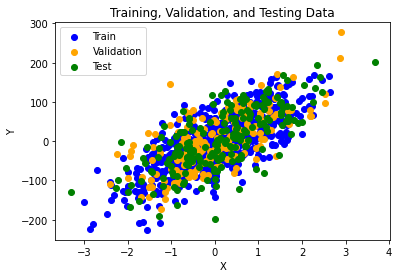 Training, Validation, and Testing Data
Train
Validation
Test
300
200
100
0
−100
−200
Y
−3
−2
−1
0
1
2
3
4
X